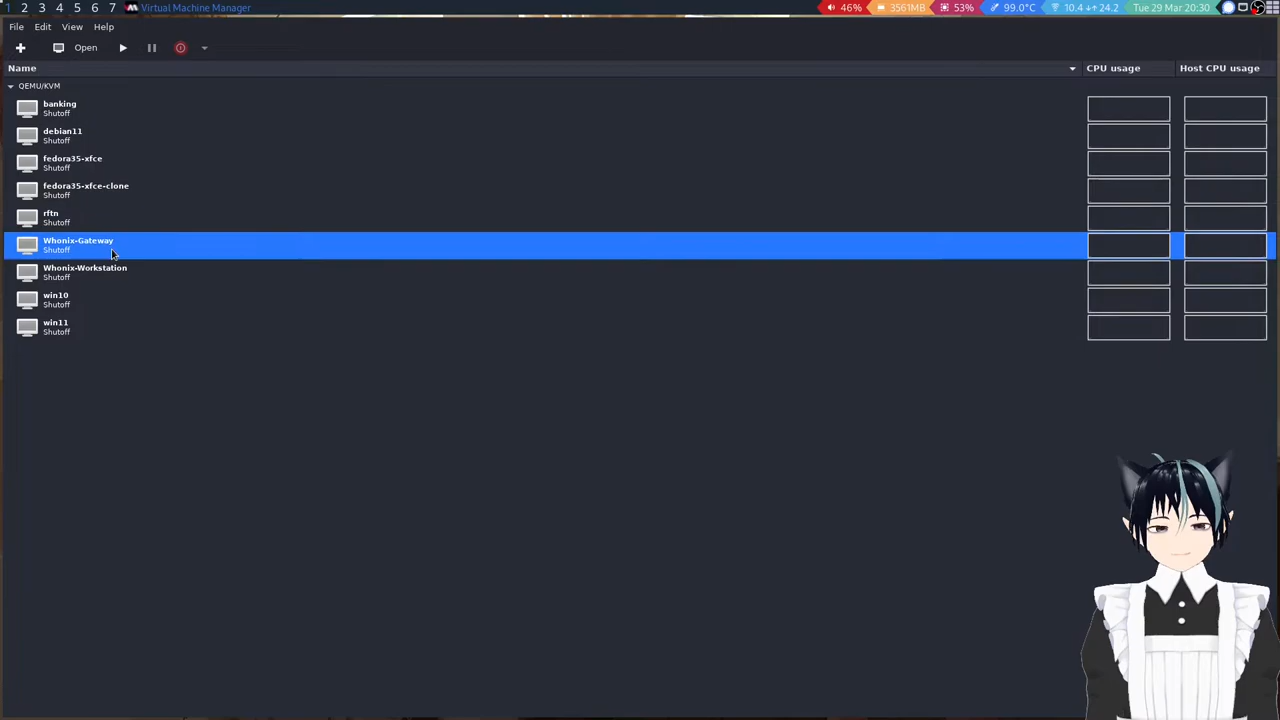 1 2 3 4 5 6 7 Virtual Machine Manager 46% 3561MB 53% 99.0°C 10.4 ↔ 24.2 Tue 29 Mar 20:30
File Edit View Help
Open
Name CPU usage Host CPU usage
QEMU/KVM
banking
Shutoff
debian11
Shutoff
fedora35-xfce
Shutoff
fedora35-xfce-clone
Shutoff
rftn
Shutoff
Whonix-Gateway
Shutoff
Whonix-Workstation
Shutoff
win10
Shutoff
win11
Shutoff